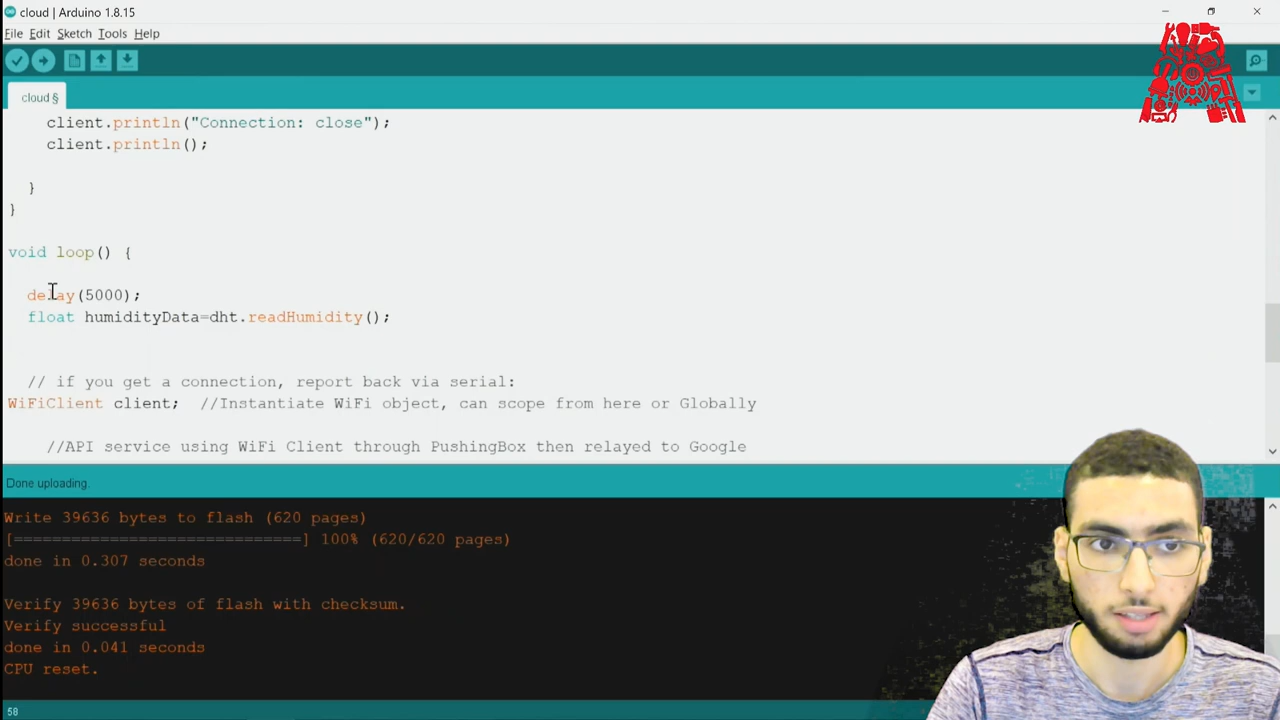 cloud | Arduino 1.8.15
File Edit Sketch Tools Help
cloud §
client.println("Connection: close");
client.println();
}
}
void loop() {
delay(5000);
float humidityData=dht.readHumidity();
// if you get a connection, report back via serial:
WiFiClient client;  //Instantiate WiFi object, can scope from here or Globally
//API service using WiFi Client through PushingBox then relayed to Google
Done uploading.
Write 39636 bytes to flash (620 pages)
[==============================] 100% (620/620 pages)
done in 0.307 seconds
Verify 39636 bytes of flash with checksum.
Verify successful
done in 0.041 seconds
CPU reset.
58